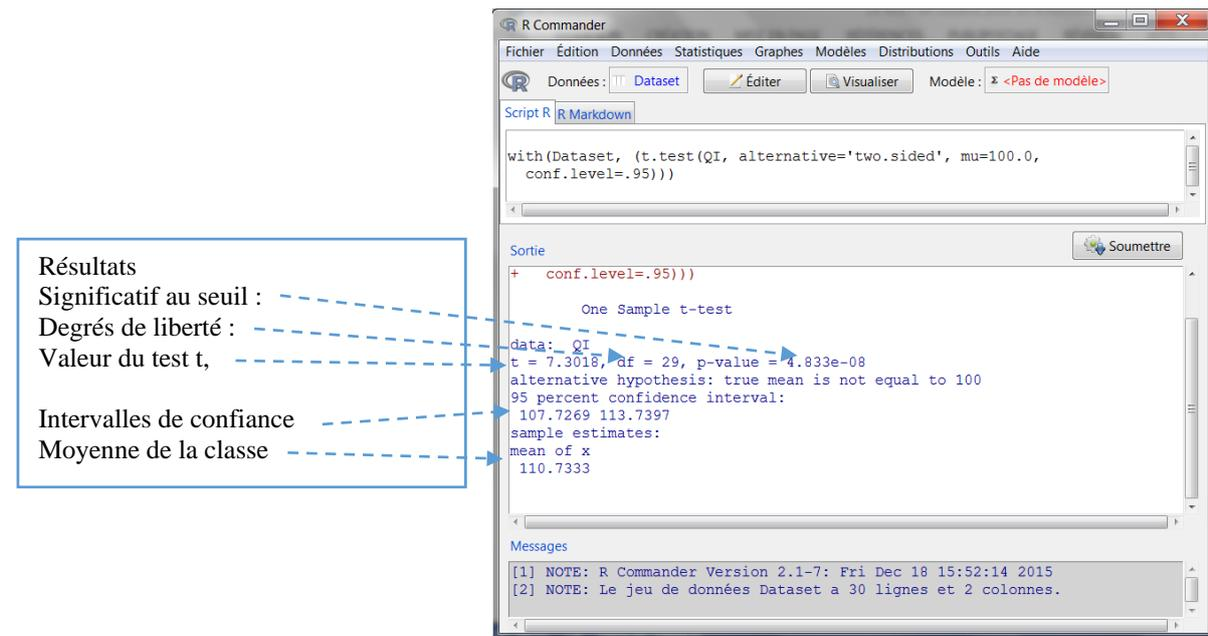 R Commander
Fichier Édition Données Statistiques Graphes Modèles Distributions Outils Aide
Données : Dataset Éditer Visualiser Modèle : Σ <Pas de modèle>
Script R R Markdown
with(Dataset, (t.test(QI, alternative='two.sided', mu=100.0,
conf.level=.95)))
Soumettre
Sortie
+ conf.level=.95)))
One Sample t-test
data: QI
t = 7.3018, df = 29, p-value = 4.833e-08
alternative hypothesis: true mean is not equal to 100
95 percent confidence interval:
107.7269 113.7397
sample estimates:
mean of x
110.7333
Messages
[1] NOTE: R Commander Version 2.1-7: Fri Dec 18 15:52:14 2015
[2] NOTE: Le jeu de données Dataset a 30 lignes et 2 colonnes.
Résultats
Significatif au seuil :
Degrés de liberté :
Valeur du test t,
Intervalles de confiance
Moyenne de la classe